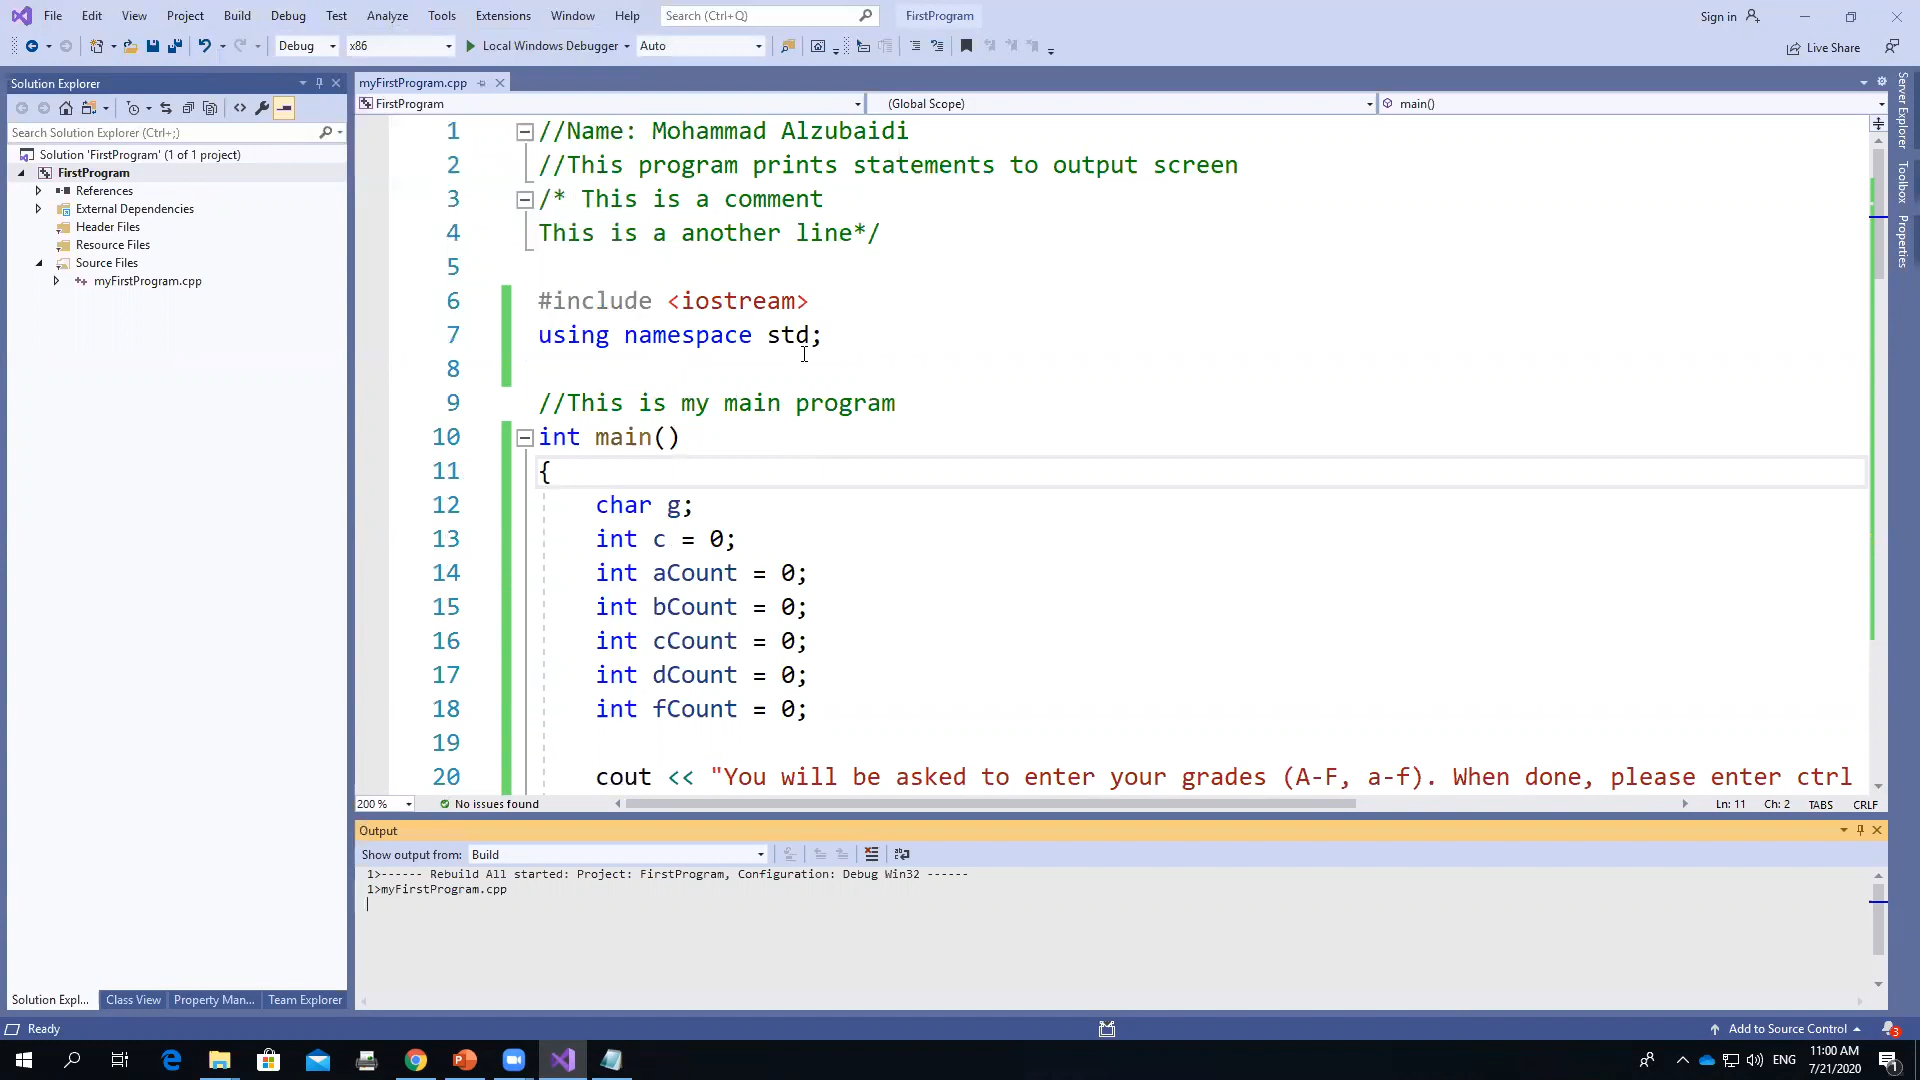 File Edit View Project Build Debug Test Analyze Tools Extensions Window Help Search (Ctrl+Q) FirstProgram Sign in
Debug x86 Local Windows Debugger Auto Live Share
Solution Explorer
Search Solution Explorer (Ctrl+;)
Solution 'FirstProgram' (1 of 1 project)
FirstProgram
References
External Dependencies
Header Files
Resource Files
Source Files
myFirstProgram.cpp
Solution Expl... Class View Property Man... Team Explorer
myFirstProgram.cpp
FirstProgram (Global Scope) main()
1 //Name: Mohammad Alzubaidi
2 //This program prints statements to output screen
3 /* This is a comment
4 This is a another line*/
5
6 #include <iostream>
7 using namespace std;
8
9 //This is my main program
10 int main()
11 {
12 char g;
13 int c = 0;
14 int aCount = 0;
15 int bCount = 0;
16 int cCount = 0;
17 int dCount = 0;
18 int fCount = 0;
19
20 cout << "You will be asked to enter your grades (A-F, a-f). When done, please enter ctrl
200 % No issues found Ln: 11 Ch: 2 TABS CRLF
Output
Show output from: Build
1>------ Rebuild All started: Project: FirstProgram, Configuration: Debug Win32 ------
1>myFirstProgram.cpp
Server Explorer
Toolbox
Properties
Ready Add to Source Control 3
ENG 11:00 AM
7/21/2020 1